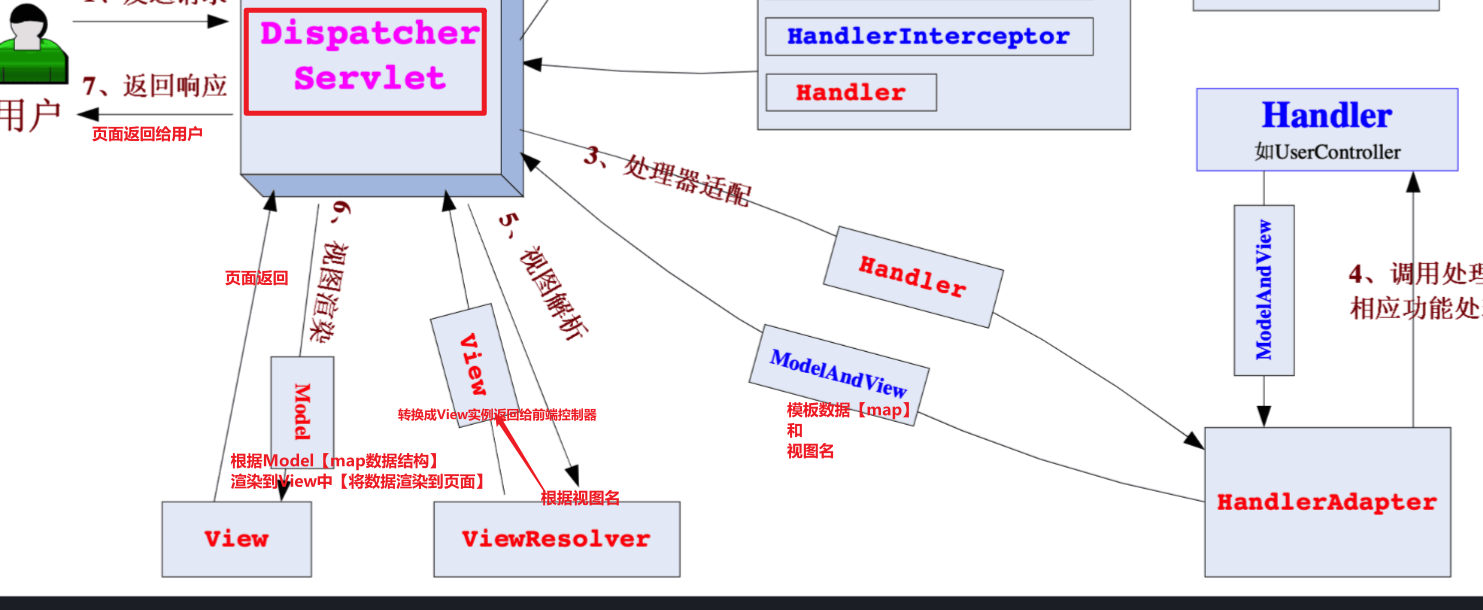 1、发送请求
Dispatcher
Servlet
7、返回响应
用户
页面返回给用户
HandlerInterceptor
Handler
Handler
如UserController
3、处理器适配
Handler
ModelAndView
4、调用处理
相应功能处
6、视图渲染
5、视图解析
页面返回
View
Model
转换成View实例返回给前端控制器
ModelAndView
模板数据【map】
和
视图名
根据Model【map数据结构】
渲染到View中【将数据渲染到页面】
根据视图名
View
ViewResolver
HandlerAdapter